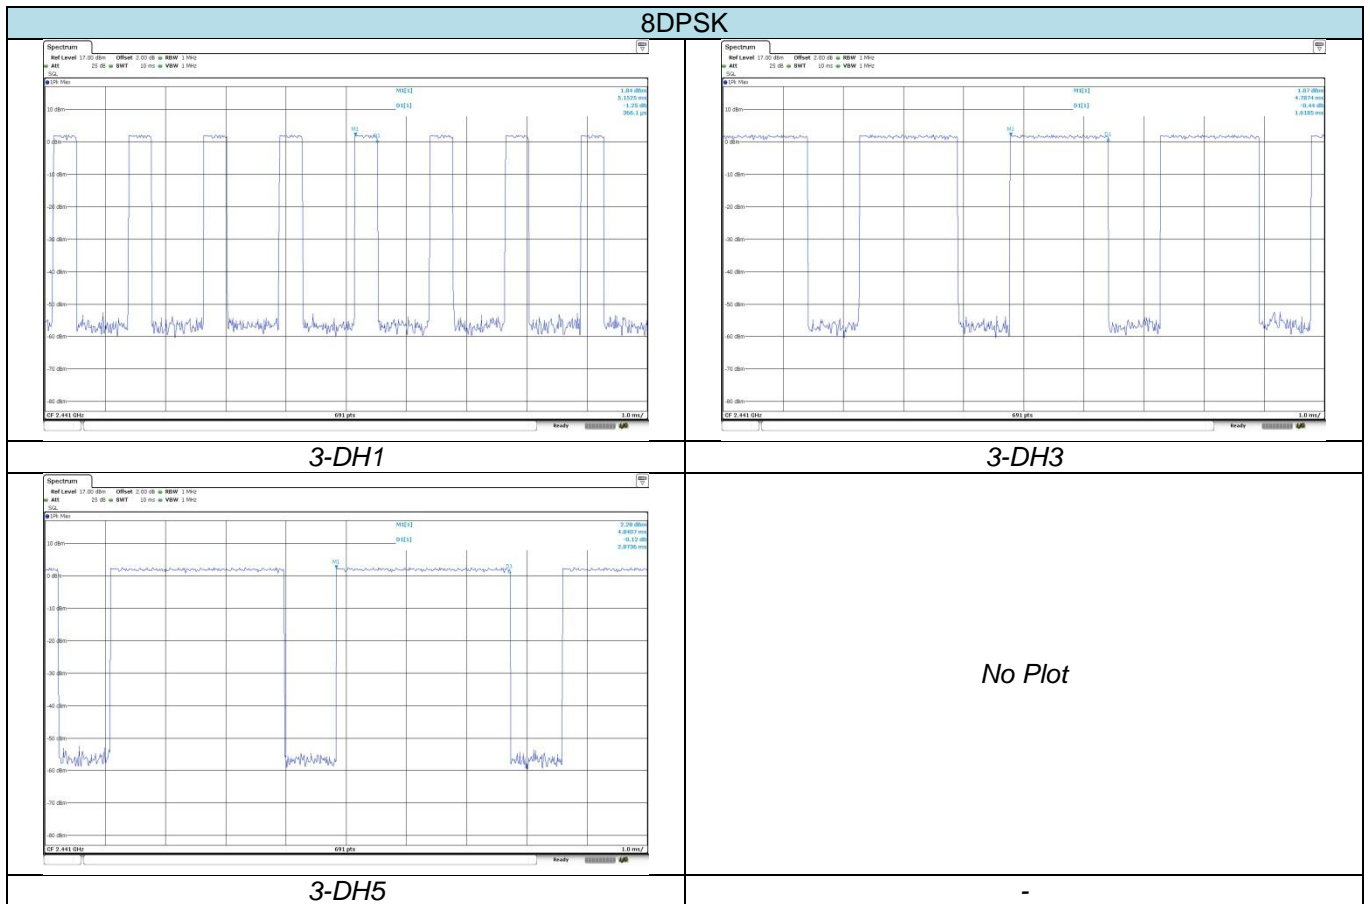 8DPSK
Spectrum
Ref Level 17.00 dBm Offset 2.00 dB RBW 1 MHz
Att 25 dB SWT 10 ms VBW 1 MHz
SGL
1Pk Max
M1[1] 1.84 dBm
5.1525 ms
D1[1] -1.25 dB
366.1 µs
10 dBm
M1 D1
0 dBm
-10 dBm
-20 dBm
-30 dBm
-40 dBm
-50 dBm
-60 dBm
-70 dBm
-80 dBm
CF 2.441 GHz 691 pts 1.0 ms/
Ready
3-DH1
Spectrum
Ref Level 17.00 dBm Offset 2.00 dB RBW 1 MHz
Att 25 dB SWT 10 ms VBW 1 MHz
SGL
1Pk Max
M1[1] 1.87 dBm
4.7874 ms
D1[1] -0.44 dB
1.6185 ms
10 dBm
M1 D1
0 dBm
-10 dBm
-20 dBm
-30 dBm
-40 dBm
-50 dBm
-60 dBm
-70 dBm
-80 dBm
CF 2.441 GHz 691 pts 1.0 ms/
Ready
3-DH3
Spectrum
Ref Level 17.00 dBm Offset 2.00 dB RBW 1 MHz
Att 25 dB SWT 10 ms VBW 1 MHz
SGL
1Pk Max
M1[1] 2.28 dBm
4.8407 ms
D1[1] -0.12 dB
2.8736 ms
10 dBm
M1 D1
0 dBm
-10 dBm
-20 dBm
-30 dBm
-40 dBm
-50 dBm
-60 dBm
-70 dBm
-80 dBm
CF 2.441 GHz 691 pts 1.0 ms/
Ready
3-DH5
No Plot
-